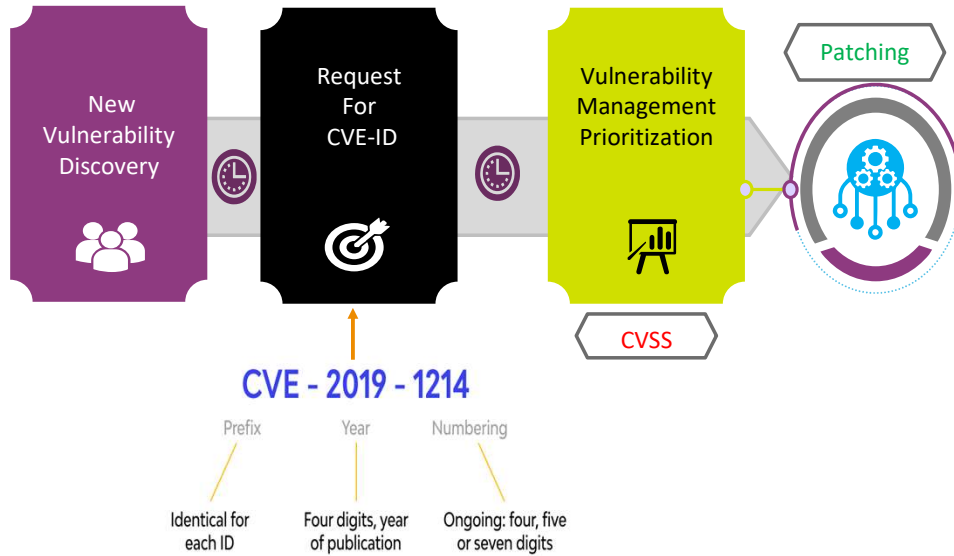 New
Vulnerability
Discovery
Request
For
CVE-ID
Vulnerability
Management
Prioritization
Patching
CVSS
CVE - 2019 - 1214
Prefix
Year
Numbering
Identical for
each ID
Four digits, year
of publication
Ongoing: four, five
or seven digits